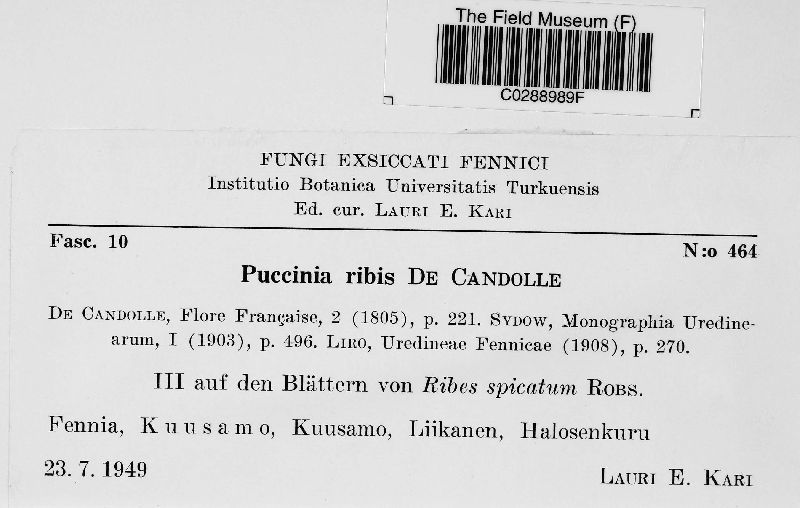 The Field Museum (F)
C0288989F
FUNGI EXSICCATI FENNICI
Institutio Botanica Universitatis Turkuensis
Ed. cur. LAURI E. KARI
Fasc. 10 N:o 464
Puccinia ribis DE CANDOLLE
DE CANDOLLE, Flore Française, 2 (1805), p. 221. SYDOW, Monographia Uredine-
arum, I (1903), p. 496. LIRO, Uredineae Fennicae (1908), p. 270.
III auf den Blättern von Ribes spicatum ROBS.
Fennia, Kuusamo, Kuusamo, Liikanen, Halosenkuru
23. 7. 1949 LAURI E. KARI